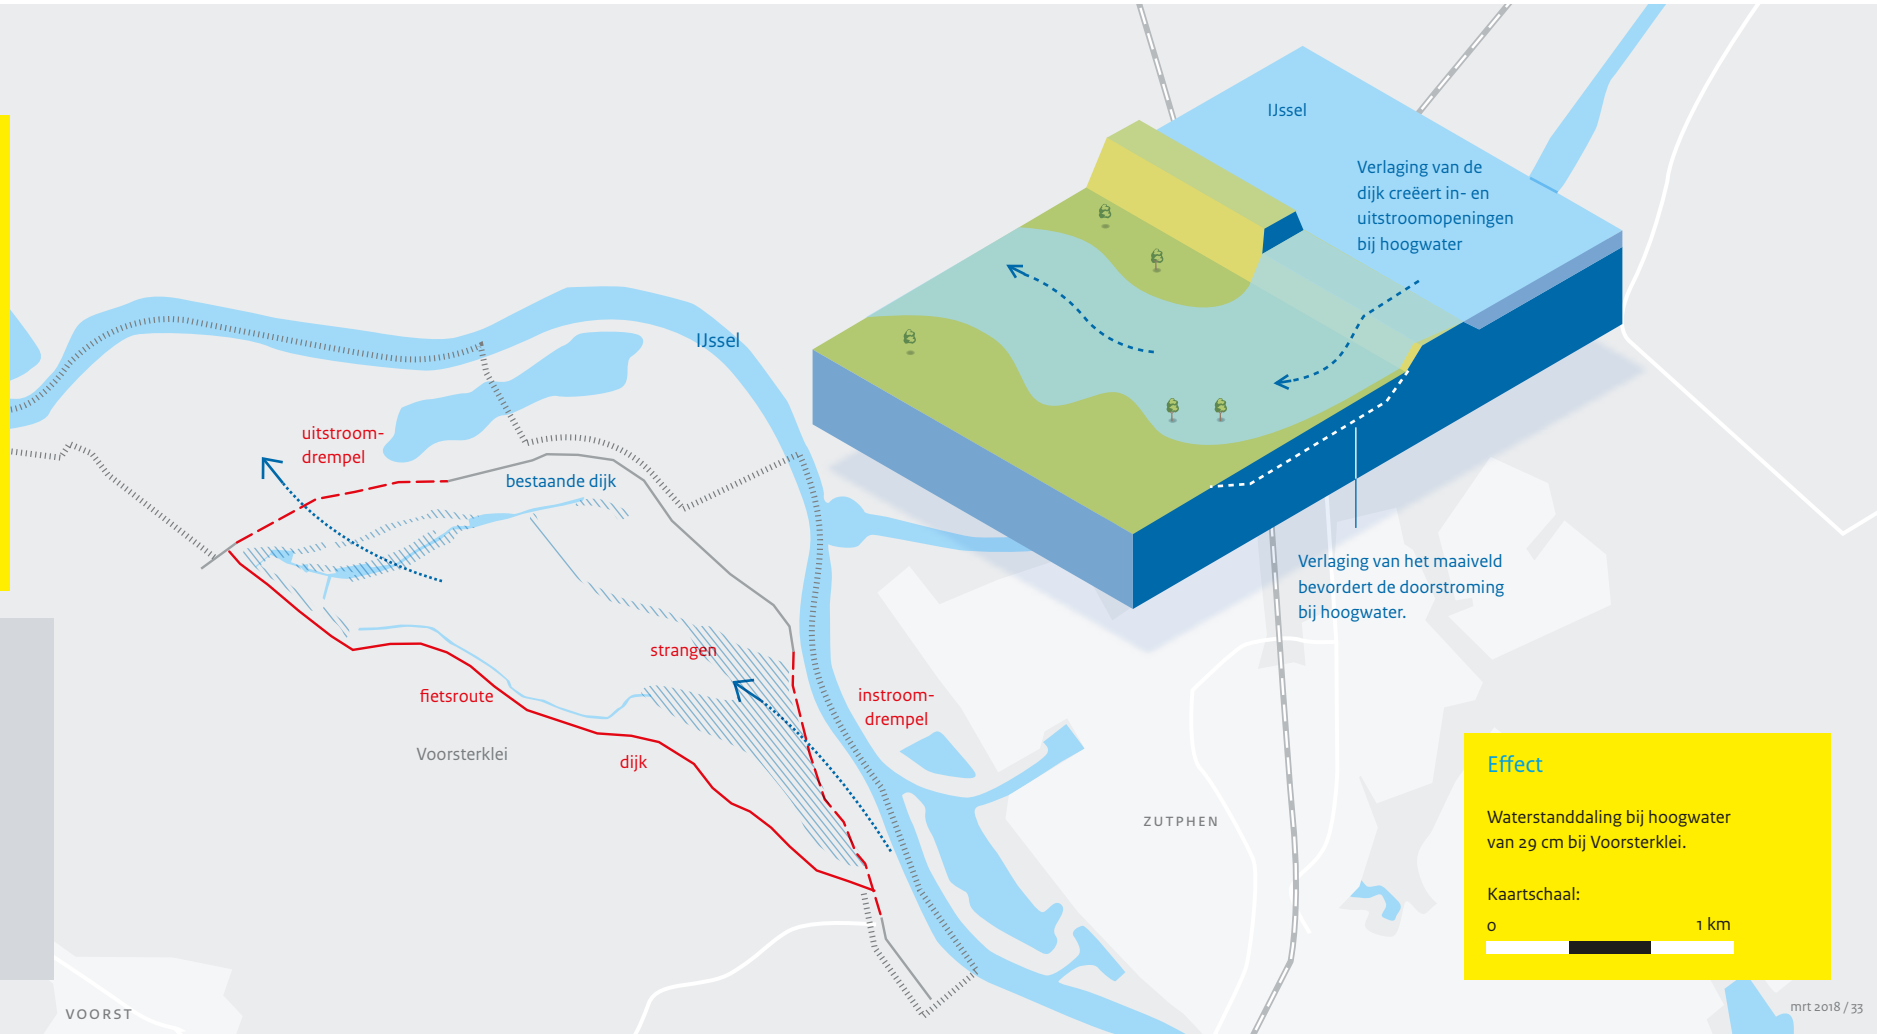 IJssel
Verlaging van de
dijk creëert in- en
uitstroomopeningen
bij hoogwater
IJssel
uitstroom-
drempel
bestaande dijk
Verlaging van het maaiveld
bevordert de doorstroming
bij hoogwater.
strangen
fietsroute
instroom-
drempel
Voorsterklei
dijk
ZUTPHEN
Effect
Waterstanddaling bij hoogwater
van 29 cm bij Voorsterklei.
Kaartschaal:
0 1 km
VOORST
mrt 2018 / 33